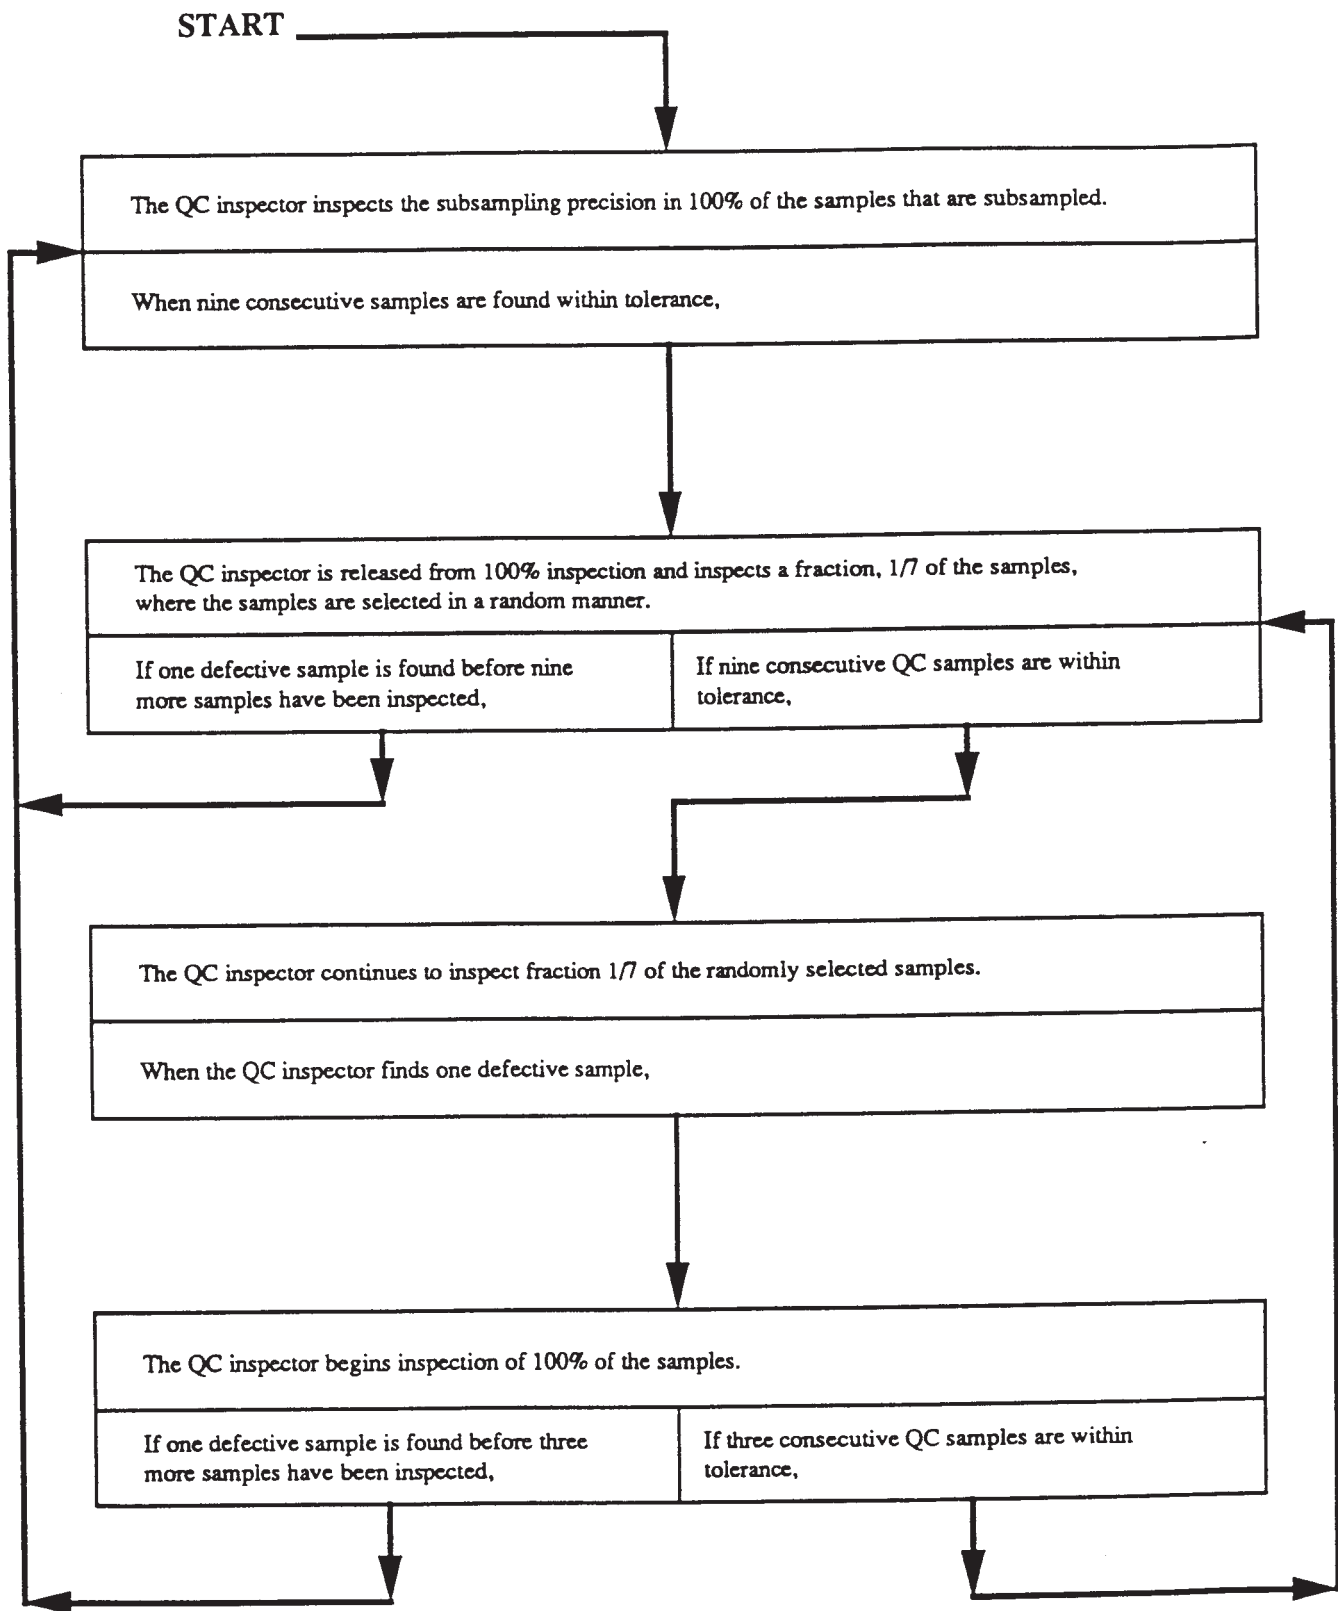 START
The QC inspector inspects the subsampling precision in 100% of the samples that are subsampled.
When nine consecutive samples are found within tolerance,
The QC inspector is released from 100% inspection and inspects a fraction, 1/7 of the samples,
where the samples are selected in a random manner.
If one defective sample is found before nine
more samples have been inspected,
If nine consecutive QC samples are within
tolerance,
The QC inspector continues to inspect fraction 1/7 of the randomly selected samples.
When the QC inspector finds one defective sample,
The QC inspector begins inspection of 100% of the samples.
If one defective sample is found before three
more samples have been inspected,
If three consecutive QC samples are within
tolerance,